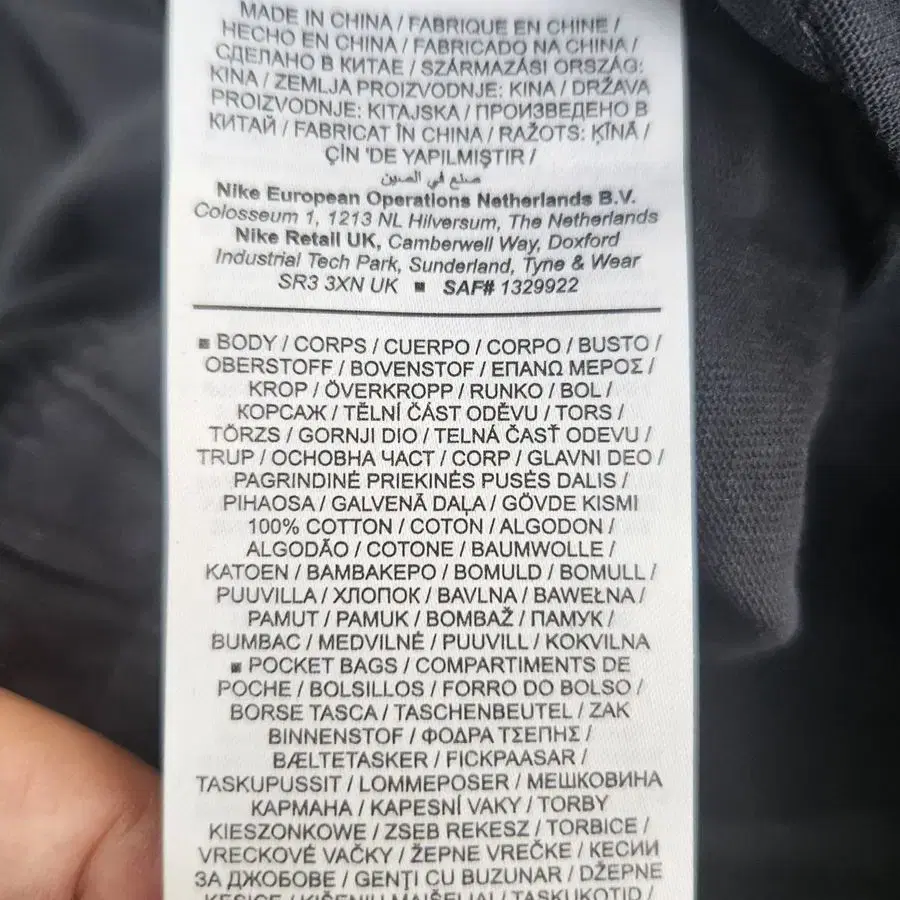 MADE IN CHINA / FABRIQUE EN CHINE /
HECHO EN CHINA / FABRICADO NA CHINA /
СДЕЛАНО В КИТАЕ / SZÁRMAZÁSI ORSZÁG:
KINA / ZEMLJA PROIZVODNJE: KINA / DRŽAVA
PROIZVODNJE: KITAJSKA / ПРОИЗВЕДЕНО В
КИТАЙ / FABRICAT ÎN CHINA / RAŽOTS: ĶĪNĀ /
ÇİN 'DE YAPILMIŞTIR /
صنع في الصين
Nike European Operations Netherlands B.V.
Colosseum 1, 1213 NL Hilversum, The Netherlands
Nike Retail UK, Camberwell Way, Doxford
Industrial Tech Park, Sunderland, Tyne & Wear
SR3 3XN UK ■ SAF# 1329922
■ BODY / CORPS / CUERPO / CORPO / BUSTO /
OBERSTOFF / BOVENSTOF / ΕΠΑΝΩ ΜΕΡΟΣ /
KROP / ÖVERKROPP / RUNKO / BOL /
КОРСАЖ / TĚLNÍ ČÁST ODĚVU / TORS /
TÖRZS / GORNJI DIO / TELNÁ ČASŤ ODEVU /
TRUP / ОСНОВНА ЧАСТ / CORP / GLAVNI DEO /
PAGRINDINĖ PRIEKINĖS PUSĖS DALIS /
PIHAOSA / GALVENĀ DAĻA / GÖVDE KISMI
100% COTTON / COTON / ALGODON /
ALGODÃO / COTONE / BAUMWOLLE /
KATOEN / ΒΑΜΒΑΚΕΡΟ / BOMULD / BOMULL /
PUUVILLA / ХЛОПОК / BAVLNA / BAWEŁNA /
PAMUT / PAMUK / BOMBAŽ / ПАМУК /
BUMBAC / MEDVILNĖ / PUUVILL / KOKVILNA
■ POCKET BAGS / COMPARTIMENTS DE
POCHE / BOLSILLOS / FORRO DO BOLSO /
BORSE TASCA / TASCHENBEUTEL / ZAK
BINNENSTOF / ΦΟΔΡΑ ΤΣΕΠΗΣ /
BÆLTETASKER / FICKPAASAR /
TASKUPUSSIT / LOMMEPOSER / МЕШКОВИНА
КАРМАНА / KAPESNÍ VAKY / TORBY
KIESZONKOWE / ZSEB REKESZ / TORBICE /
VRECKOVÉ VAČKY / ŽEPNE VREČKE / КЕСИИ
ЗА ДЖОБОВЕ / GENŢI CU BUZUNAR / DŽEPNE
KESICE / KIŠENIŲ MAIŠELIAI / TASKUKOTID /